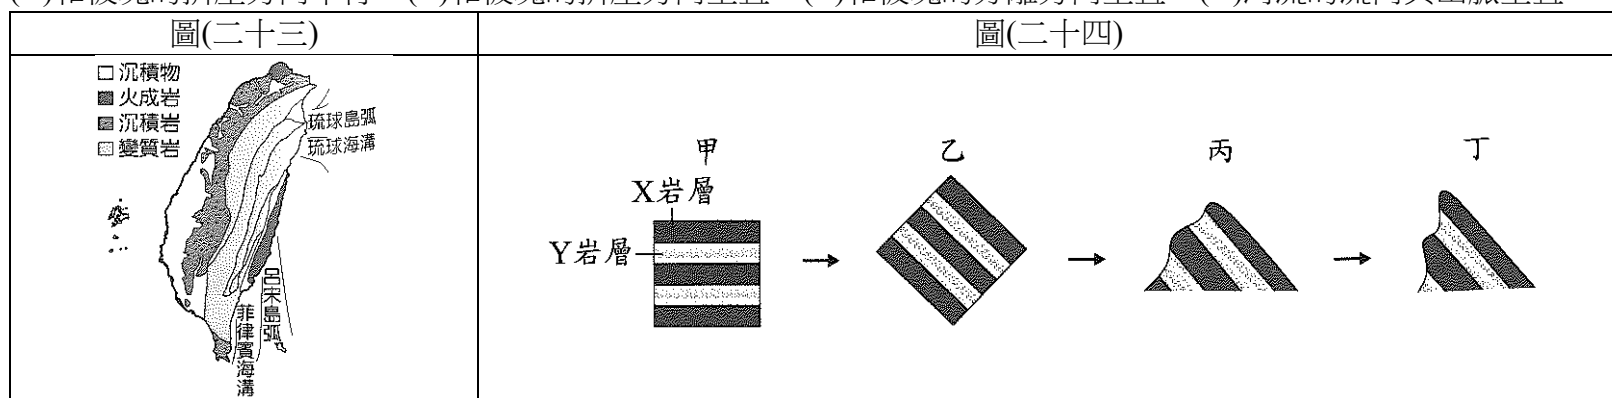 圖(二十三)
圖(二十四)
沉積物
火成岩
沉積岩
變質岩
琉球島弧
琉球海溝
呂宋島弧
菲律賓海溝
甲
乙
丙
丁
X岩層
Y岩層